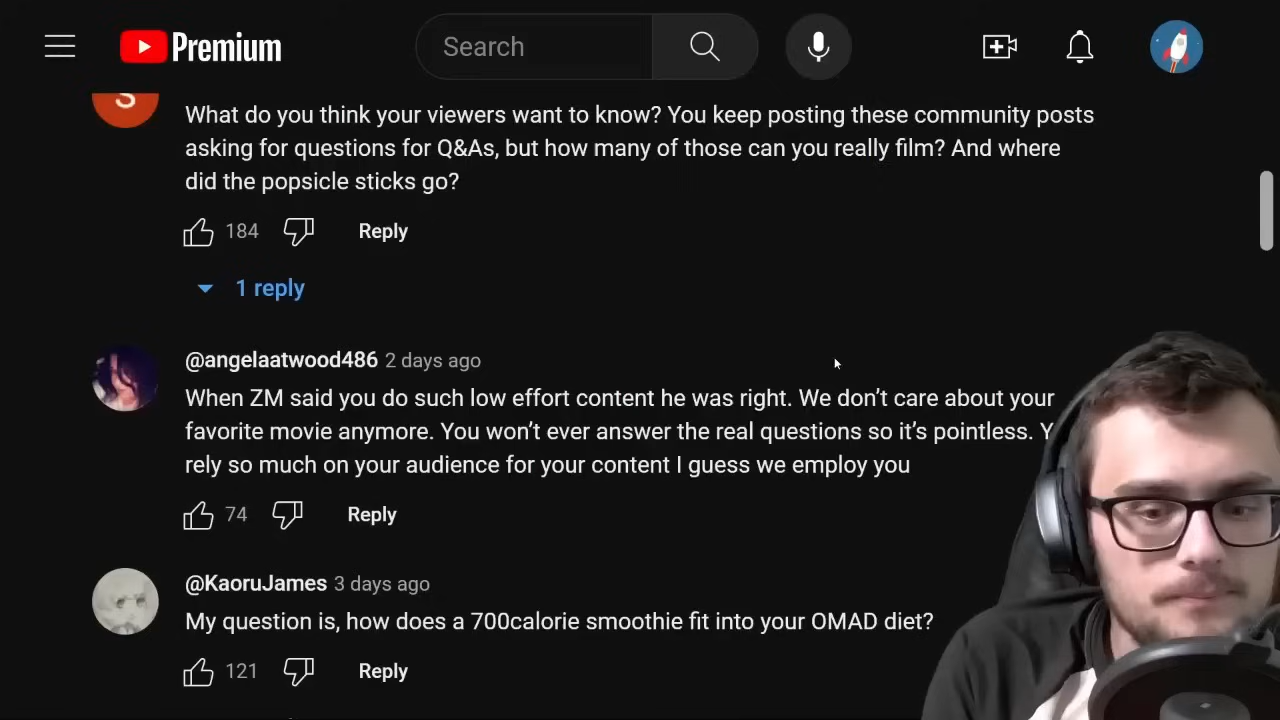 Premium
Search
S
What do you think your viewers want to know? You keep posting these community posts
asking for questions for Q&As, but how many of those can you really film? And where
did the popsicle sticks go?
184 Reply
1 reply
@angelaatwood486 2 days ago
When ZM said you do such low effort content he was right. We don’t care about your
favorite movie anymore. You won’t ever answer the real questions so it’s pointless. Y
rely so much on your audience for your content I guess we employ you
74 Reply
@KaoruJames 3 days ago
My question is, how does a 700calorie smoothie fit into your OMAD diet?
121 Reply